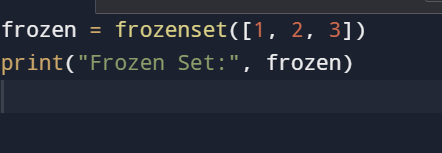 frozen = frozenset([1, 2, 3])
print("Frozen Set:", frozen)